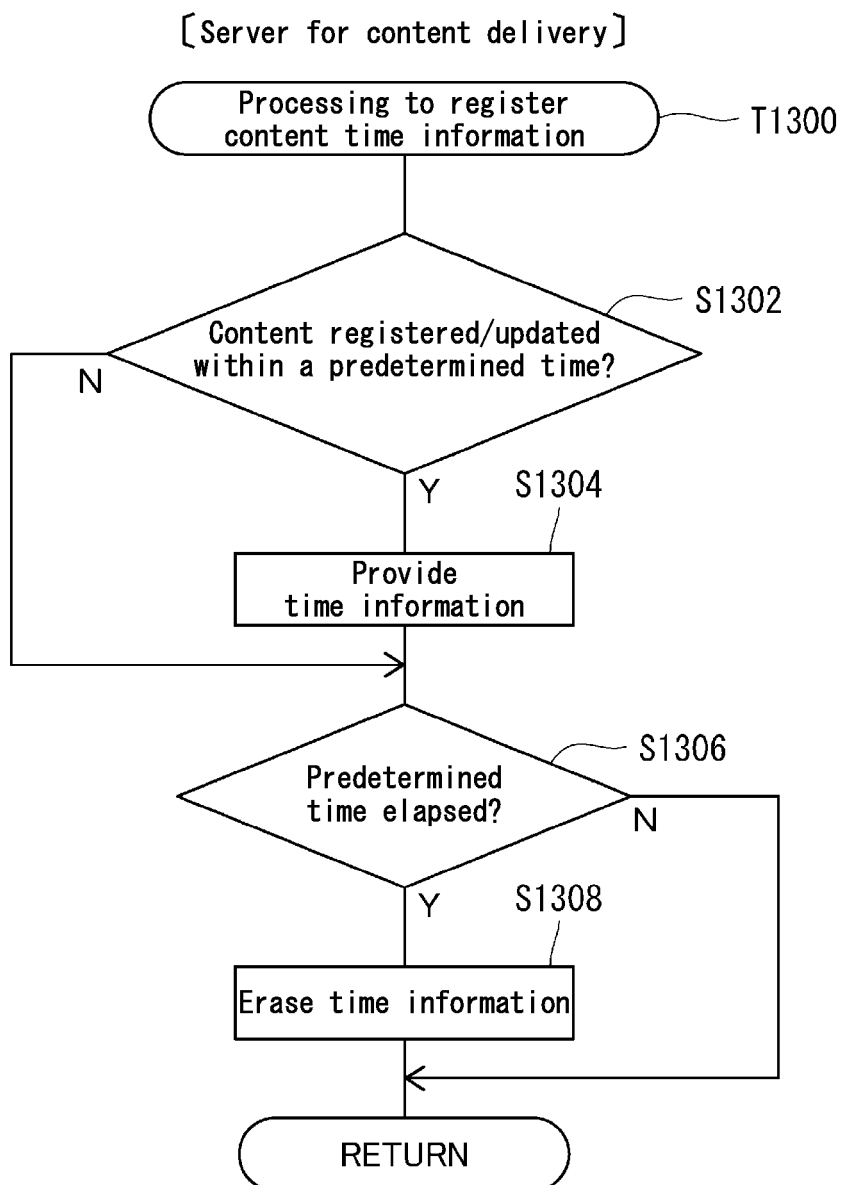 [Server for content delivery]
Processing to register
content time information
T1300
S1302
Content registered/updated
within a predetermined time?
N
Y
S1304
Provide
time information
S1306
Predetermined
time elapsed?
N
Y
S1308
Erase time information
RETURN